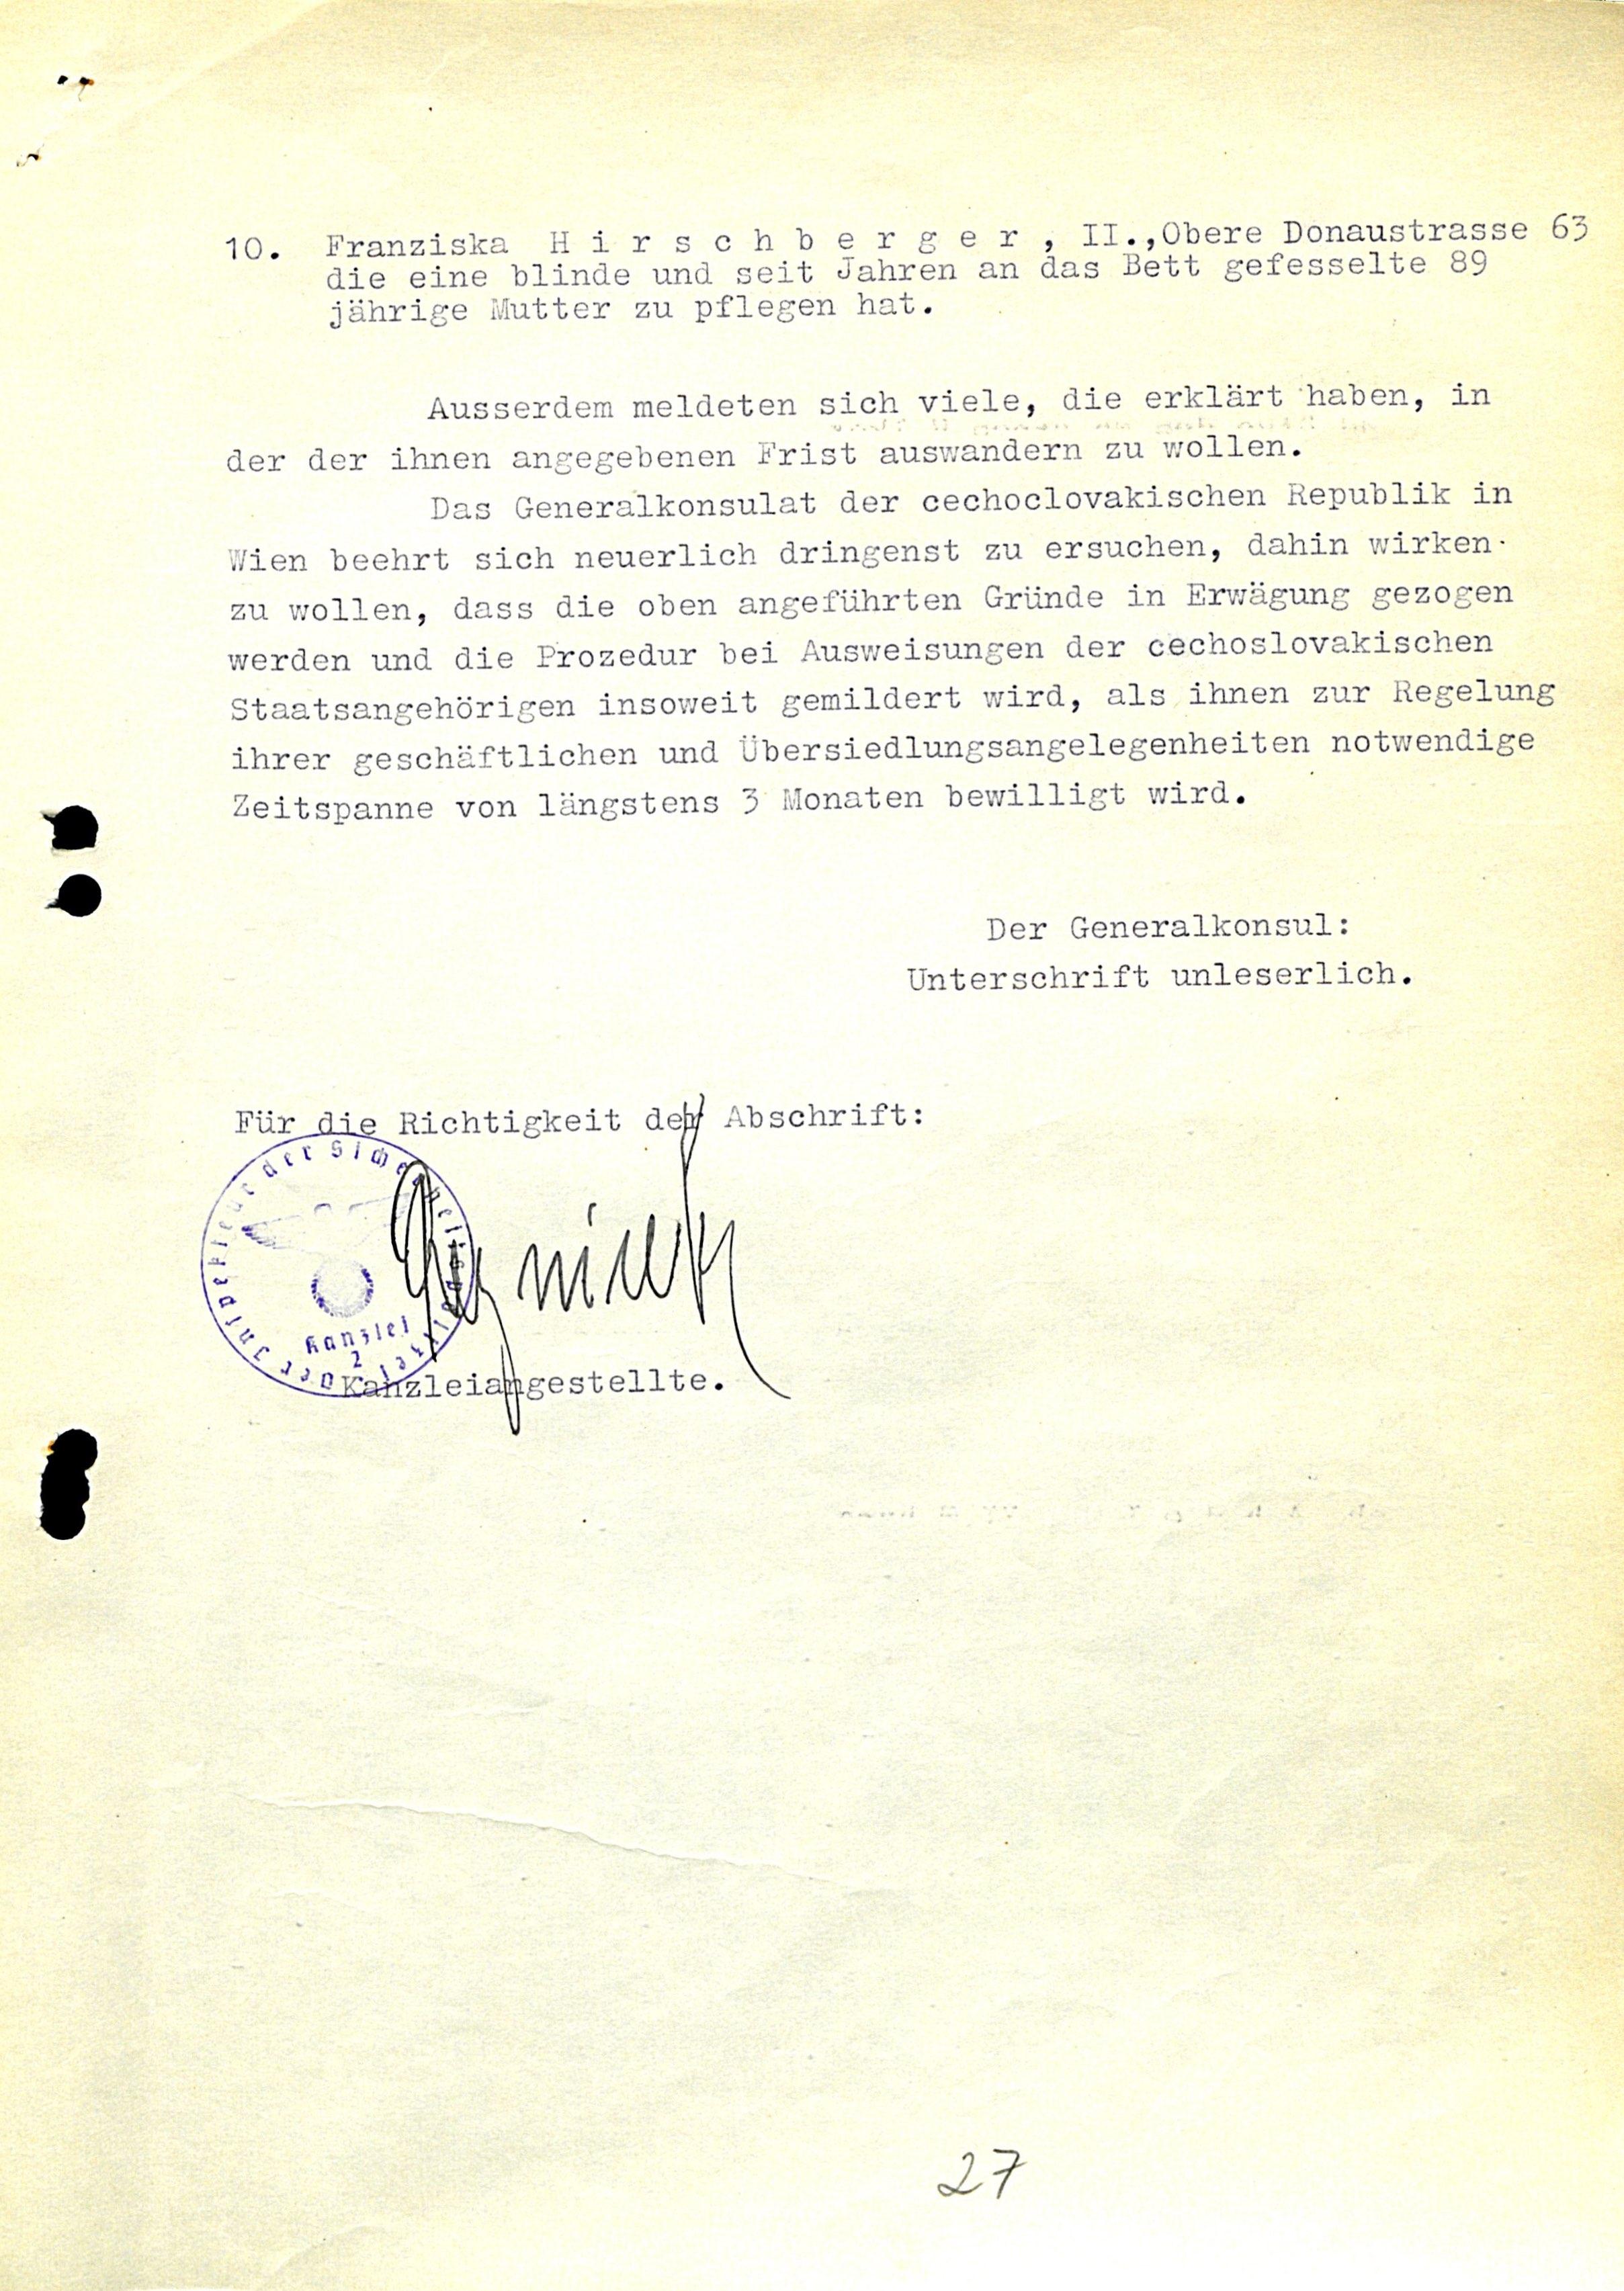 10. Franziska H i r s c h b e r g e r , II.,Obere Donaustrasse 63
die eine blinde und seit Jahren an das Bett gefesselte 89
jährige Mutter zu pflegen hat.
Ausserdem meldeten sich viele, die erklärt haben, in
der der ihnen angegebenen Frist auswandern zu wollen.
Das Generalkonsulat der cechoclovakischen Republik in
Wien beehrt sich neuerlich dringenst zu ersuchen, dahin wirken
zu wollen, dass die oben angeführten Gründe in Erwägung gezogen
werden und die Prozedur bei Ausweisungen der cechoslovakischen
Staatsangehörigen insoweit gemildert wird, als ihnen zur Regelung
ihrer geschäftlichen und Übersiedlungsangelegenheiten notwendige
Zeitspanne von längstens 3 Monaten bewilligt wird.
Der Generalkonsul:
Unterschrift unleserlich.
Für die Richtigkeit der Abschrift:
Der Inspekteur der
Kanzlei
2
Kanzleiangestellte.
27